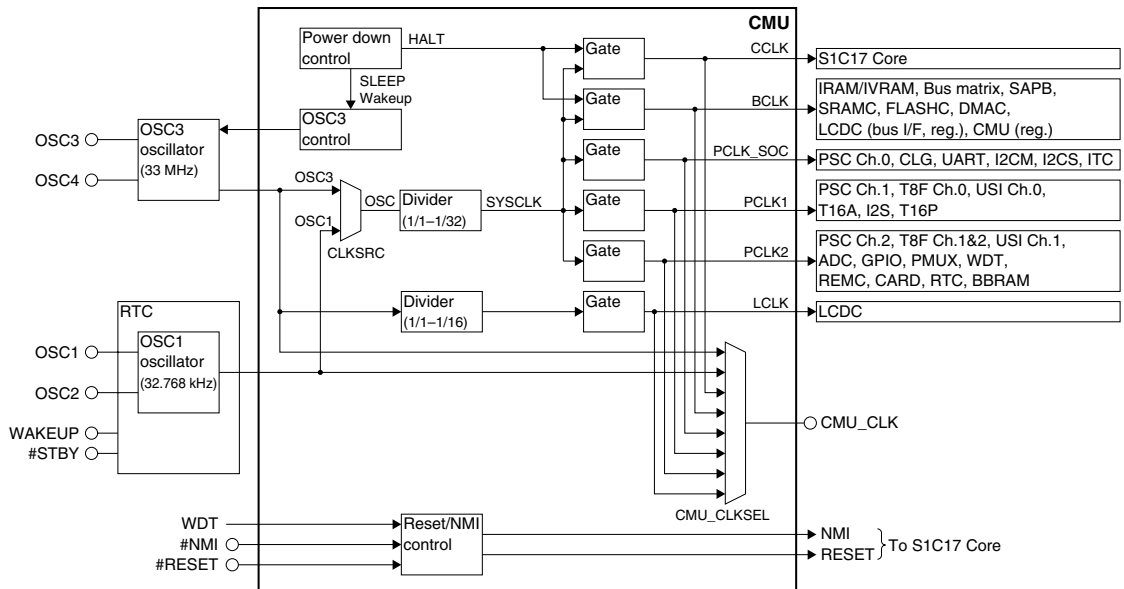 CMU
Power down
control
HALT
SLEEP
Wakeup
OSC3
control
OSC3
OSC4
OSC3
oscillator
(33 MHz)
OSC3
OSC1
CLKSRC
OSC
Divider
(1/1–1/32)
SYSCLK
Divider
(1/1–1/16)
Gate
Gate
Gate
Gate
Gate
Gate
CCLK
BCLK
PCLK_SOC
PCLK1
PCLK2
LCLK
S1C17 Core
IRAM/IVRAM, Bus matrix, SAPB,
SRAMC, FLASHC, DMAC,
LCDC (bus I/F, reg.), CMU (reg.)
PSC Ch.0, CLG, UART, I2CM, I2CS, ITC
PSC Ch.1, T8F Ch.0, USI Ch.0,
T16A, I2S, T16P
PSC Ch.2, T8F Ch.1&2, USI Ch.1,
ADC, GPIO, PMUX, WDT,
REMC, CARD, RTC, BBRAM
LCDC
RTC
OSC1
OSC2
OSC1
oscillator
(32.768 kHz)
WAKEUP
#STBY
CMU_CLK
CMU_CLKSEL
WDT
#NMI
#RESET
Reset/NMI
control
NMI
RESET
To S1C17 Core